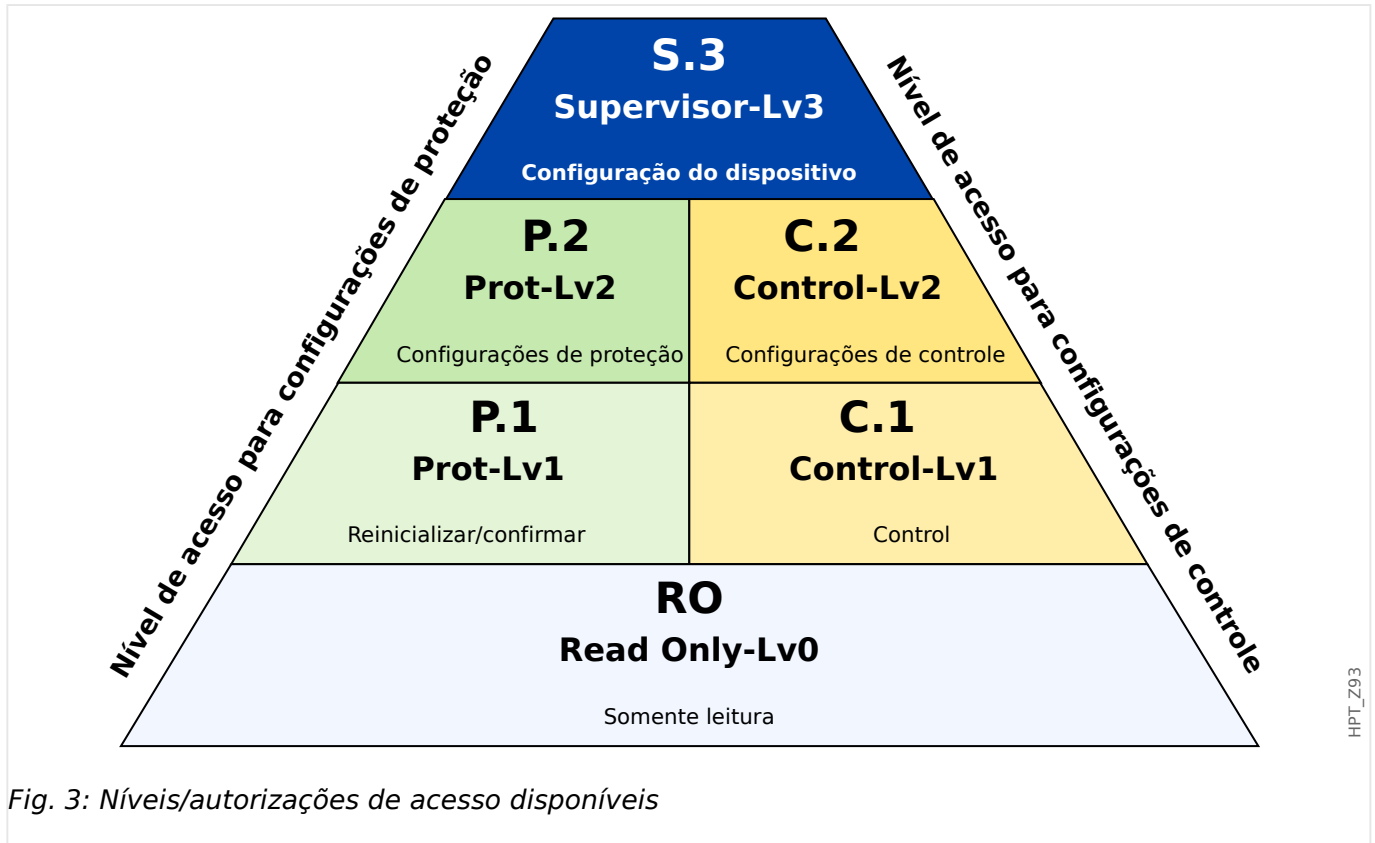 S.3
Supervisor-Lv3
Configuração do dispositivo
Nível de acesso para configurações de proteção
Nível de acesso para configurações de controle
P.2
Prot-Lv2
Configurações de proteção
C.2
Control-Lv2
Configurações de controle
P.1
Prot-Lv1
Reinicializar/confirmar
C.1
Control-Lv1
Control
RO
Read Only-Lv0
Somente leitura
HPT_Z93
Fig. 3: Níveis/autorizações de acesso disponíveis